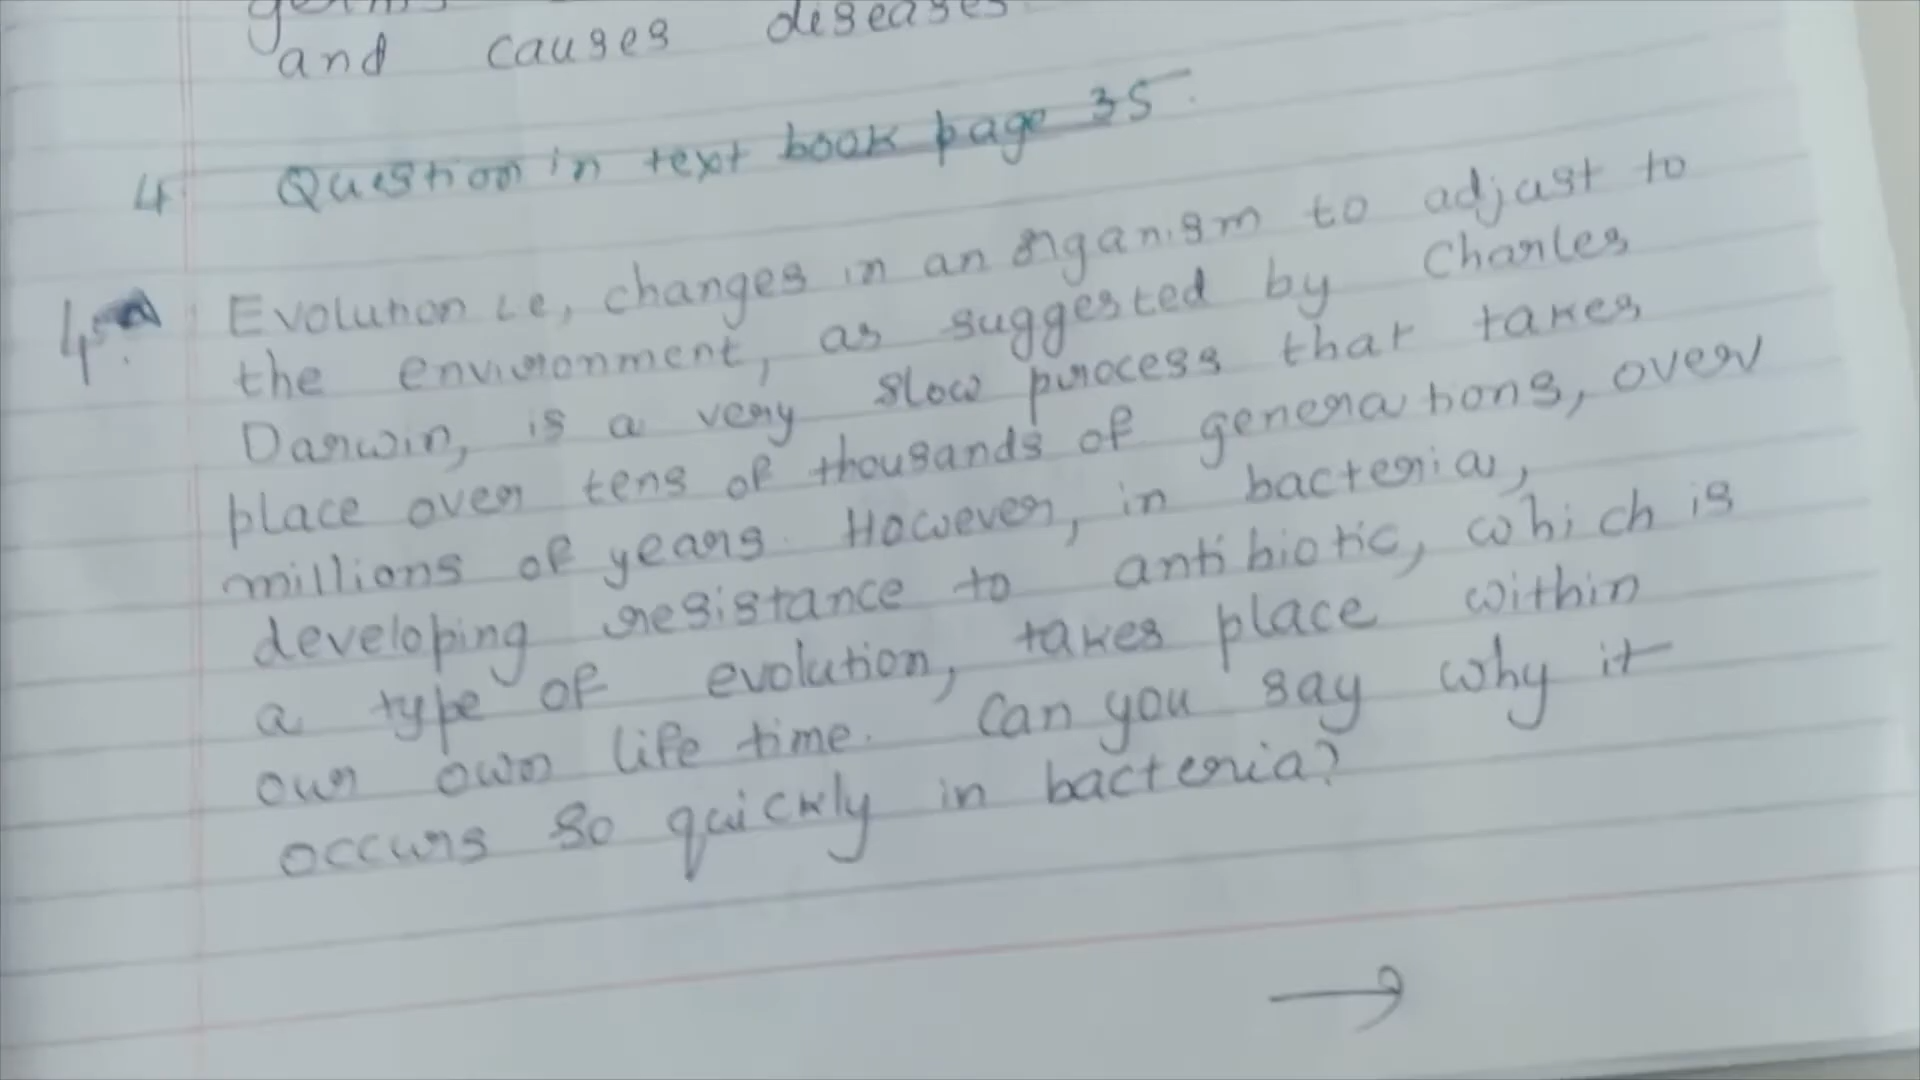 and causes diseases
4 Question in text book page 35.
4. Evolution i.e, changes in an organism to adjust to
the environment, as suggested by Charles
Darwin, is a very slow process that takes
place over tens of thousands of generations, over
millions of years. However, in bacteria,
developing resistance to antibiotic, which is
a type of evolution, takes place within
our own life time. Can you say why it
occurs so quickly in bacteria?
→